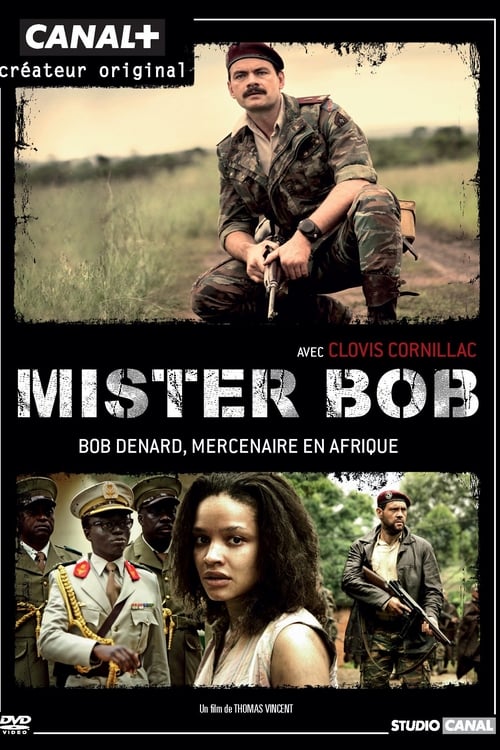 CANAL+
créateur original
AVEC CLOVIS CORNILLAC
MISTER BOB
BOB DENARD, MERCENAIRE EN AFRIQUE
Un film de THOMAS VINCENT
DVD
VIDEO
STUDIO CANAL